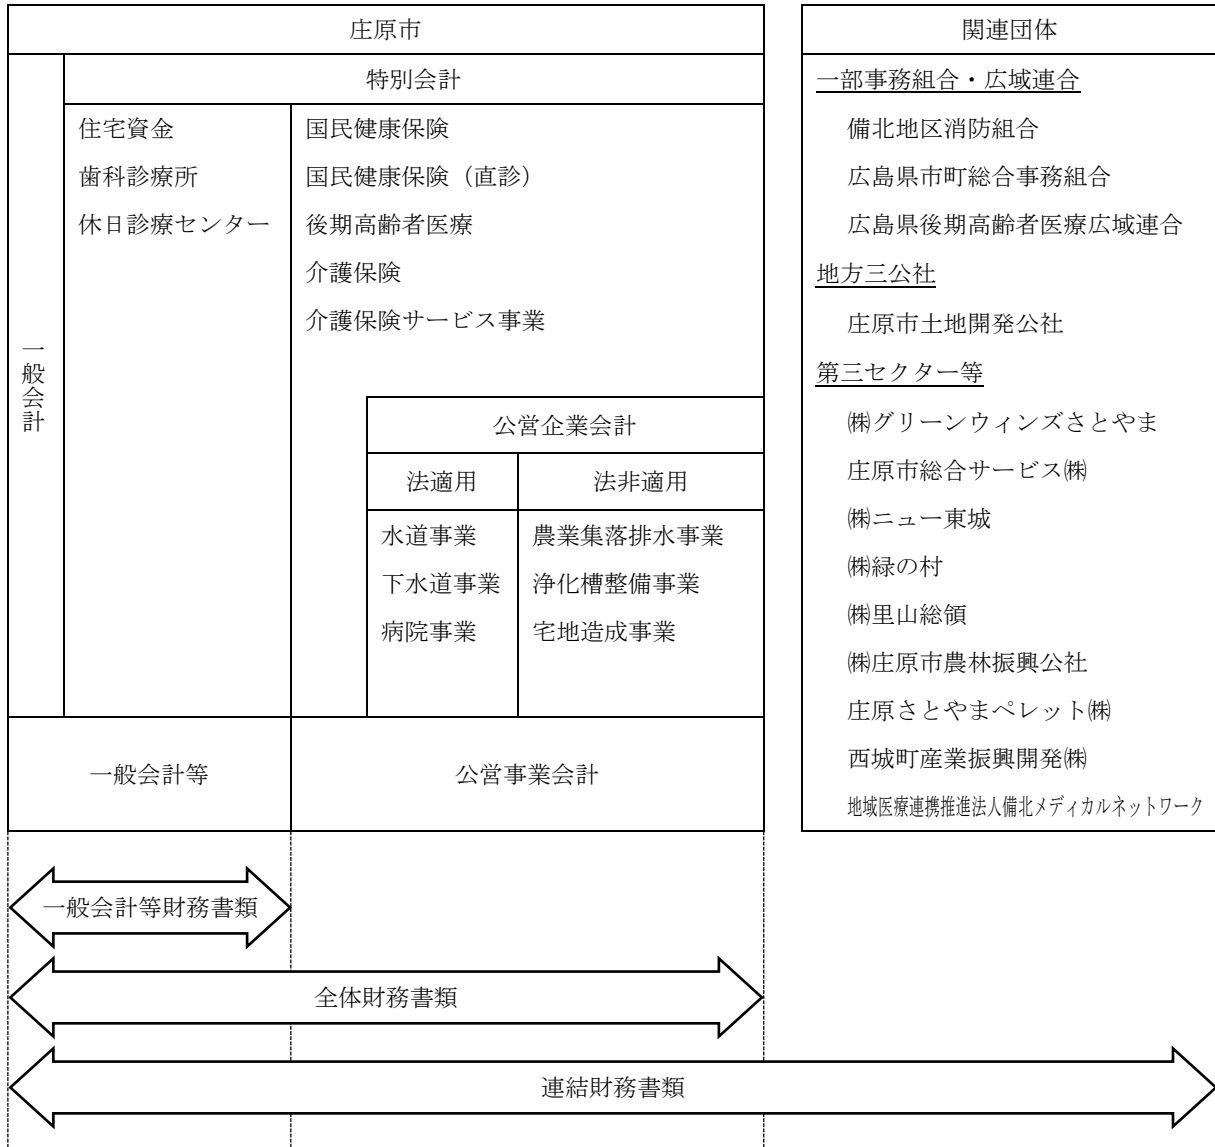 庄原市
一般会計
特別会計
住宅資金
歯科診療所
休日診療センター
国民健康保険
国民健康保険（直診）
後期高齢者医療
介護保険
介護保険サービス事業
公営企業会計
法適用
水道事業
下水道事業
病院事業
法非適用
農業集落排水事業
浄化槽整備事業
宅地造成事業
一般会計等
公営事業会計
関連団体
一部事務組合・広域連合
備北地区消防組合
広島県市町総合事務組合
広島県後期高齢者医療広域連合
地方三公社
庄原市土地開発公社
第三セクター等
㈱グリーンウィンズさとやま
庄原市総合サービス㈱
㈱ニュー東城
㈱緑の村
㈱里山総領
㈱庄原市農林振興公社
庄原さとやまペレット㈱
西城町産業振興開発㈱
地域医療連携推進法人備北メディカルネットワーク
一般会計等財務書類
全体財務書類
連結財務書類